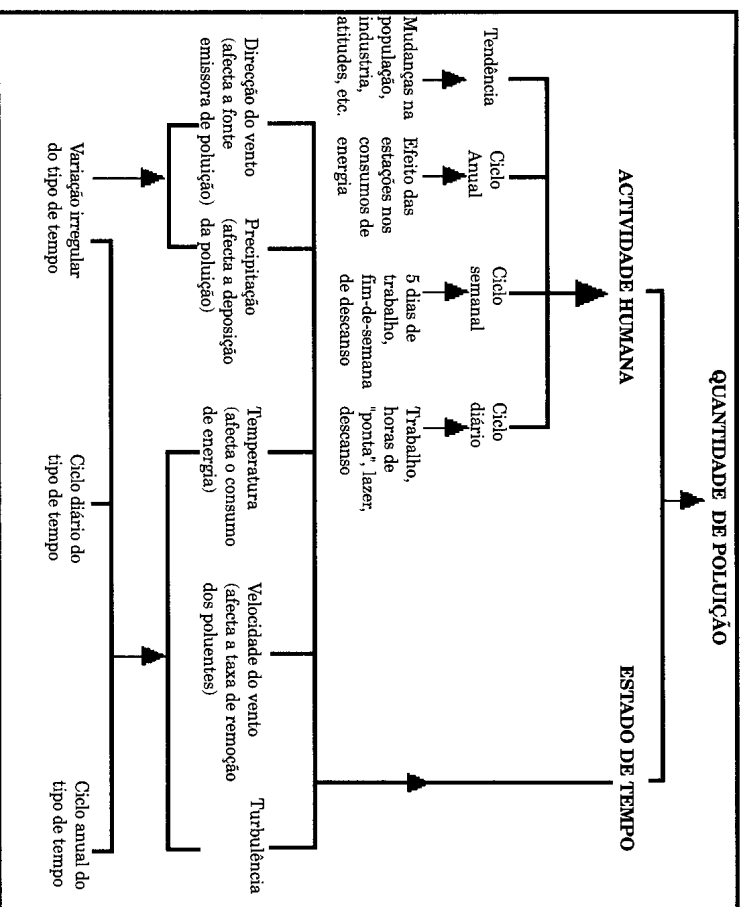 QUANTIDADE DE POLUIÇÃO
ACTIVIDADE HUMANA
ESTADO DE TEMPO
Tendência
Ciclo
Anual
Ciclo
semanal
Ciclo
diário
Mudanças na
população,
industria,
atitudes, etc.
Efeito das
estações nos
consumos de
energia
5 dias de
trabalho,
fim-de-semana
de descanso
Trabalho,
horas de
"ponta", lazer,
descanso
Direcção do vento
(afecta a fonte
emissora de poluição)
Precipitação
(afecta a deposição
da poluição)
Temperatura
(afecta o consumo
de energia)
Velocidade do vento
(afecta a taxa de remoção
dos poluentes)
Turbulência
Variação irregular
do tipo de tempo
Ciclo diário do
tipo de tempo
Ciclo anual do
tipo de tempo